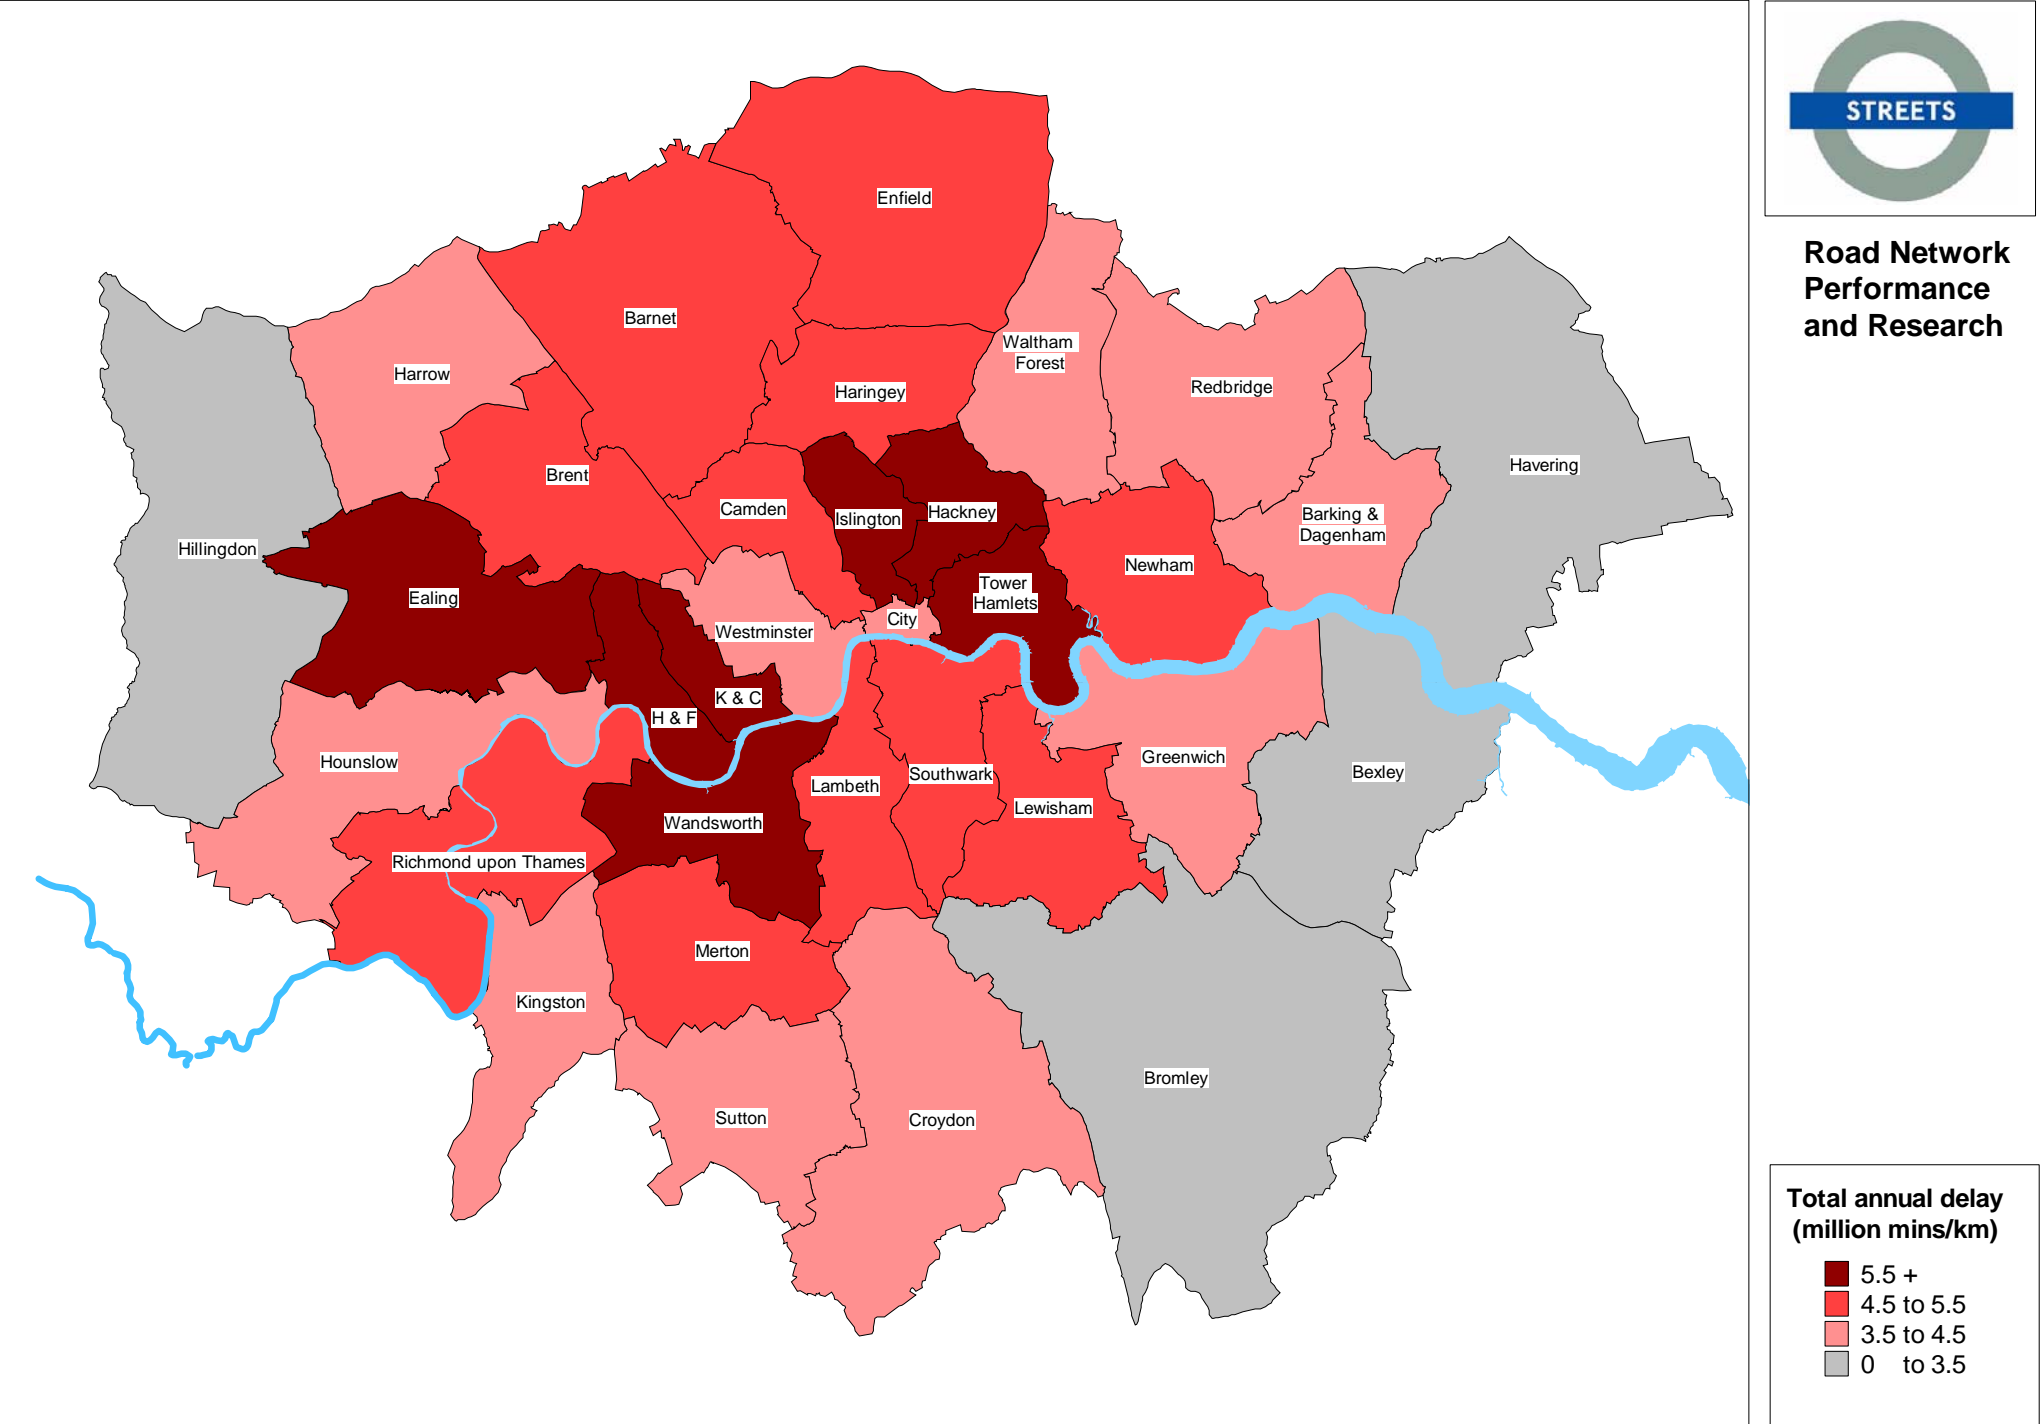 STREETS
Road Network
Performance
and Research
Enfield
Barnet
Waltham
Forest
Harrow
Haringey
Redbridge
Brent
Havering
Camden
Islington
Hackney
Barking &
Dagenham
Hillingdon
Newham
Ealing
Tower
Hamlets
City
Westminster
K & C
H & F
Hounslow
Greenwich
Bexley
Lambeth
Southwark
Lewisham
Wandsworth
Richmond upon Thames
Merton
Kingston
Bromley
Sutton
Croydon
Total annual delay
(million mins/km)
5.5 +
4.5 to 5.5
3.5 to 4.5
0 to 3.5